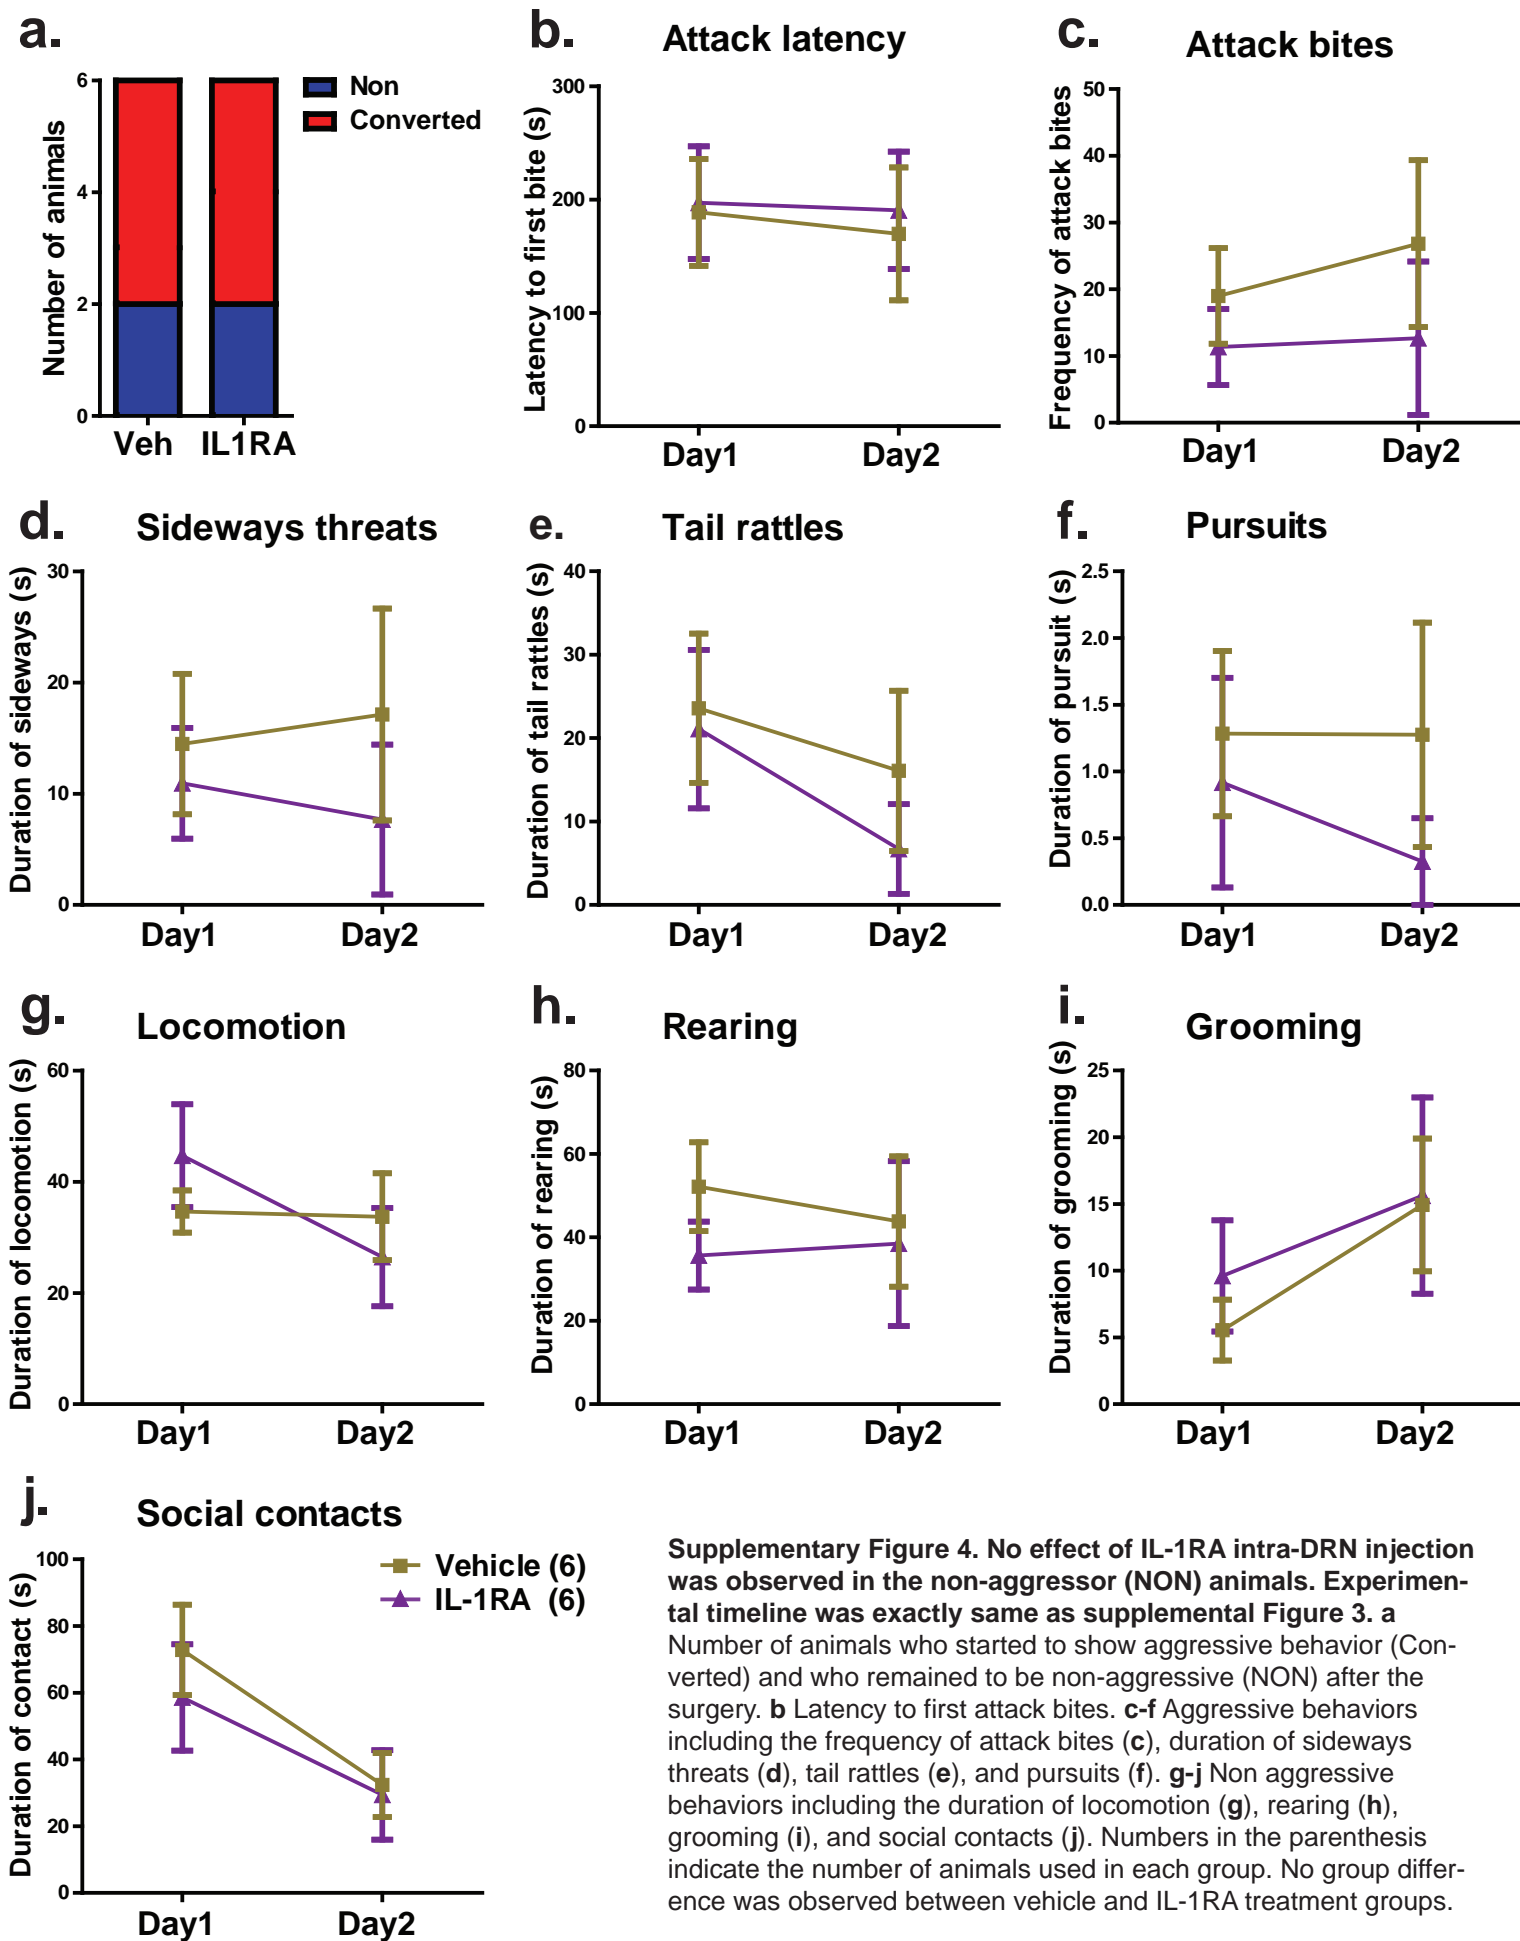 a.
6
4
2
0
Number of animals
Veh IL1RA
Non
Converted
b. Attack latency
300
200
100
0
Latency to first bite (s)
Day1 Day2
c. Attack bites
50
40
30
20
10
0
Frequency of attack bites
Day1 Day2
d. Sideways threats
30
20
10
0
Duration of sideways (s)
Day1 Day2
e. Tail rattles
40
30
20
10
0
Duration of tail rattles (s)
Day1 Day2
f. Pursuits
2.5
2.0
1.5
1.0
0.5
0.0
Duration of pursuit (s)
Day1 Day2
g. Locomotion
60
40
20
0
Duration of locomotion (s)
Day1 Day2
h. Rearing
80
60
40
20
0
Duration of rearing (s)
Day1 Day2
i. Grooming
25
20
15
10
5
0
Duration of grooming (s)
Day1 Day2
j. Social contacts
100
80
60
40
20
0
Duration of contact (s)
Day1 Day2
Vehicle (6)
IL-1RA (6)
Supplementary Figure 4. No effect of IL-1RA intra-DRN injection
was observed in the non-aggressor (NON) animals. Experimen-
tal timeline was exactly same as supplemental Figure 3. a
Number of animals who started to show aggressive behavior (Con-
verted) and who remained to be non-aggressive (NON) after the
surgery. b Latency to first attack bites. c-f Aggressive behaviors
including the frequency of attack bites (c), duration of sideways
threats (d), tail rattles (e), and pursuits (f). g-j Non aggressive
behaviors including the duration of locomotion (g), rearing (h),
grooming (i), and social contacts (j). Numbers in the parenthesis
indicate the number of animals used in each group. No group differ-
ence was observed between vehicle and IL-1RA treatment groups.